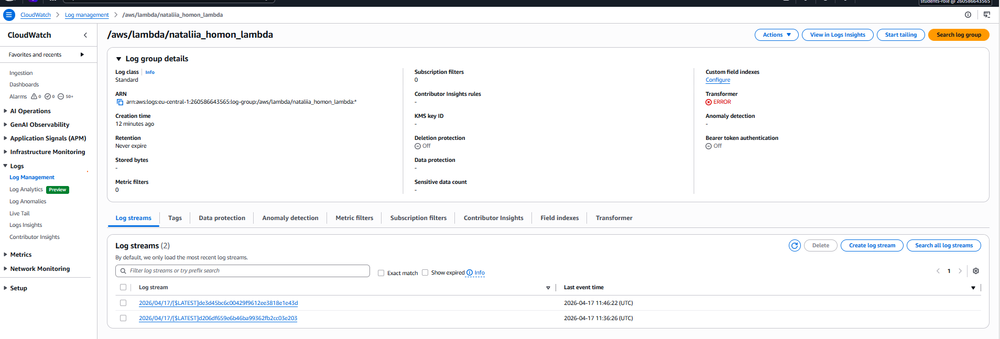 students-role @ 260586643565
CloudWatch > Log management > /aws/lambda/nataliia_homon_lambda
CloudWatch
Favorites and recents
Ingestion
Dashboards
Alarms 0 0 50+
AI Operations
GenAI Observability
Application Signals (APM)
Infrastructure Monitoring
Logs
Log Management
Log Analytics Preview
Log Anomalies
Live Tail
Logs Insights
Contributor Insights
Metrics
Network Monitoring
Setup
/aws/lambda/nataliia_homon_lambda
Actions View in Logs Insights Start tailing Search log group
Log group details
Log class Info
Standard
ARN
arn:aws:logs:eu-central-1:260586643565:log-group:/aws/lambda/nataliia_homon_lambda:*
Creation time
12 minutes ago
Retention
Never expire
Stored bytes
-
Metric filters
0
Subscription filters
0
Contributor Insights rules
-
KMS key ID
-
Deletion protection
Off
Data protection
-
Sensitive data count
-
Custom field indexes
Configure
Transformer
ERROR
Anomaly detection
-
Bearer token authentication
Off
Log streams Tags Data protection Anomaly detection Metric filters Subscription filters Contributor Insights Field indexes Transformer
Log streams (2)
By default, we only load the most recent log streams.
Delete Create log stream Search all log streams
Filter log streams or try prefix search
Exact match Show expired Info
1
Log stream Last event time
2026/04/17/[$LATEST]de3d45bc6c00429f9612ee3818e1e43d 2026-04-17 11:46:22 (UTC)
2026/04/17/[$LATEST]d206df659e6b46ba99362fb2cc03e203 2026-04-17 11:36:26 (UTC)